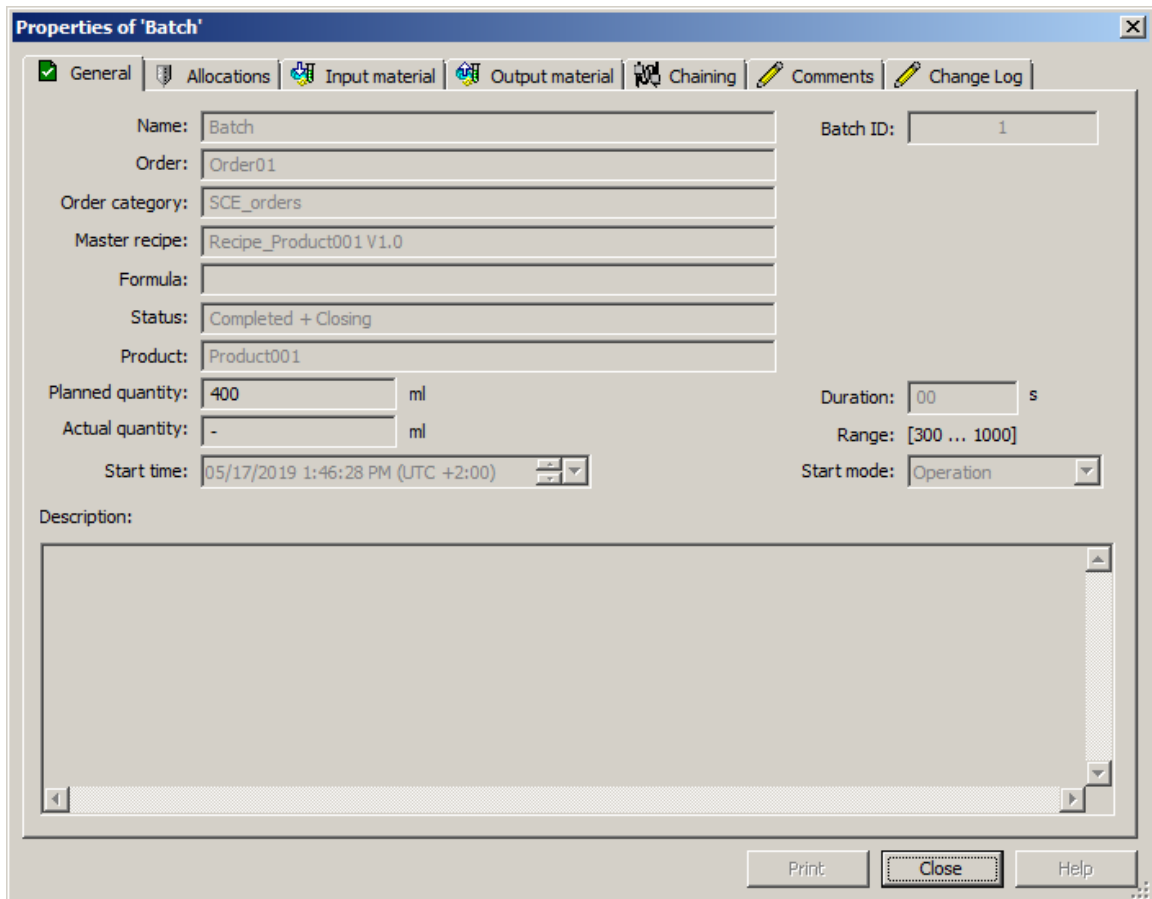 Properties of 'Batch'
General Allocations Input material Output material Chaining Comments Change Log
Name: Batch Batch ID: 1
Order: Order01
Order category: SCE_orders
Master recipe: Recipe_Product001 V1.0
Formula:
Status: Completed + Closing
Product: Product001
Planned quantity: 400 ml Duration: 00 s
Actual quantity: - ml Range: [300 ... 1000]
Start time: 05/17/2019 1:46:28 PM (UTC +2:00) Start mode: Operation
Description:
Print Close Help